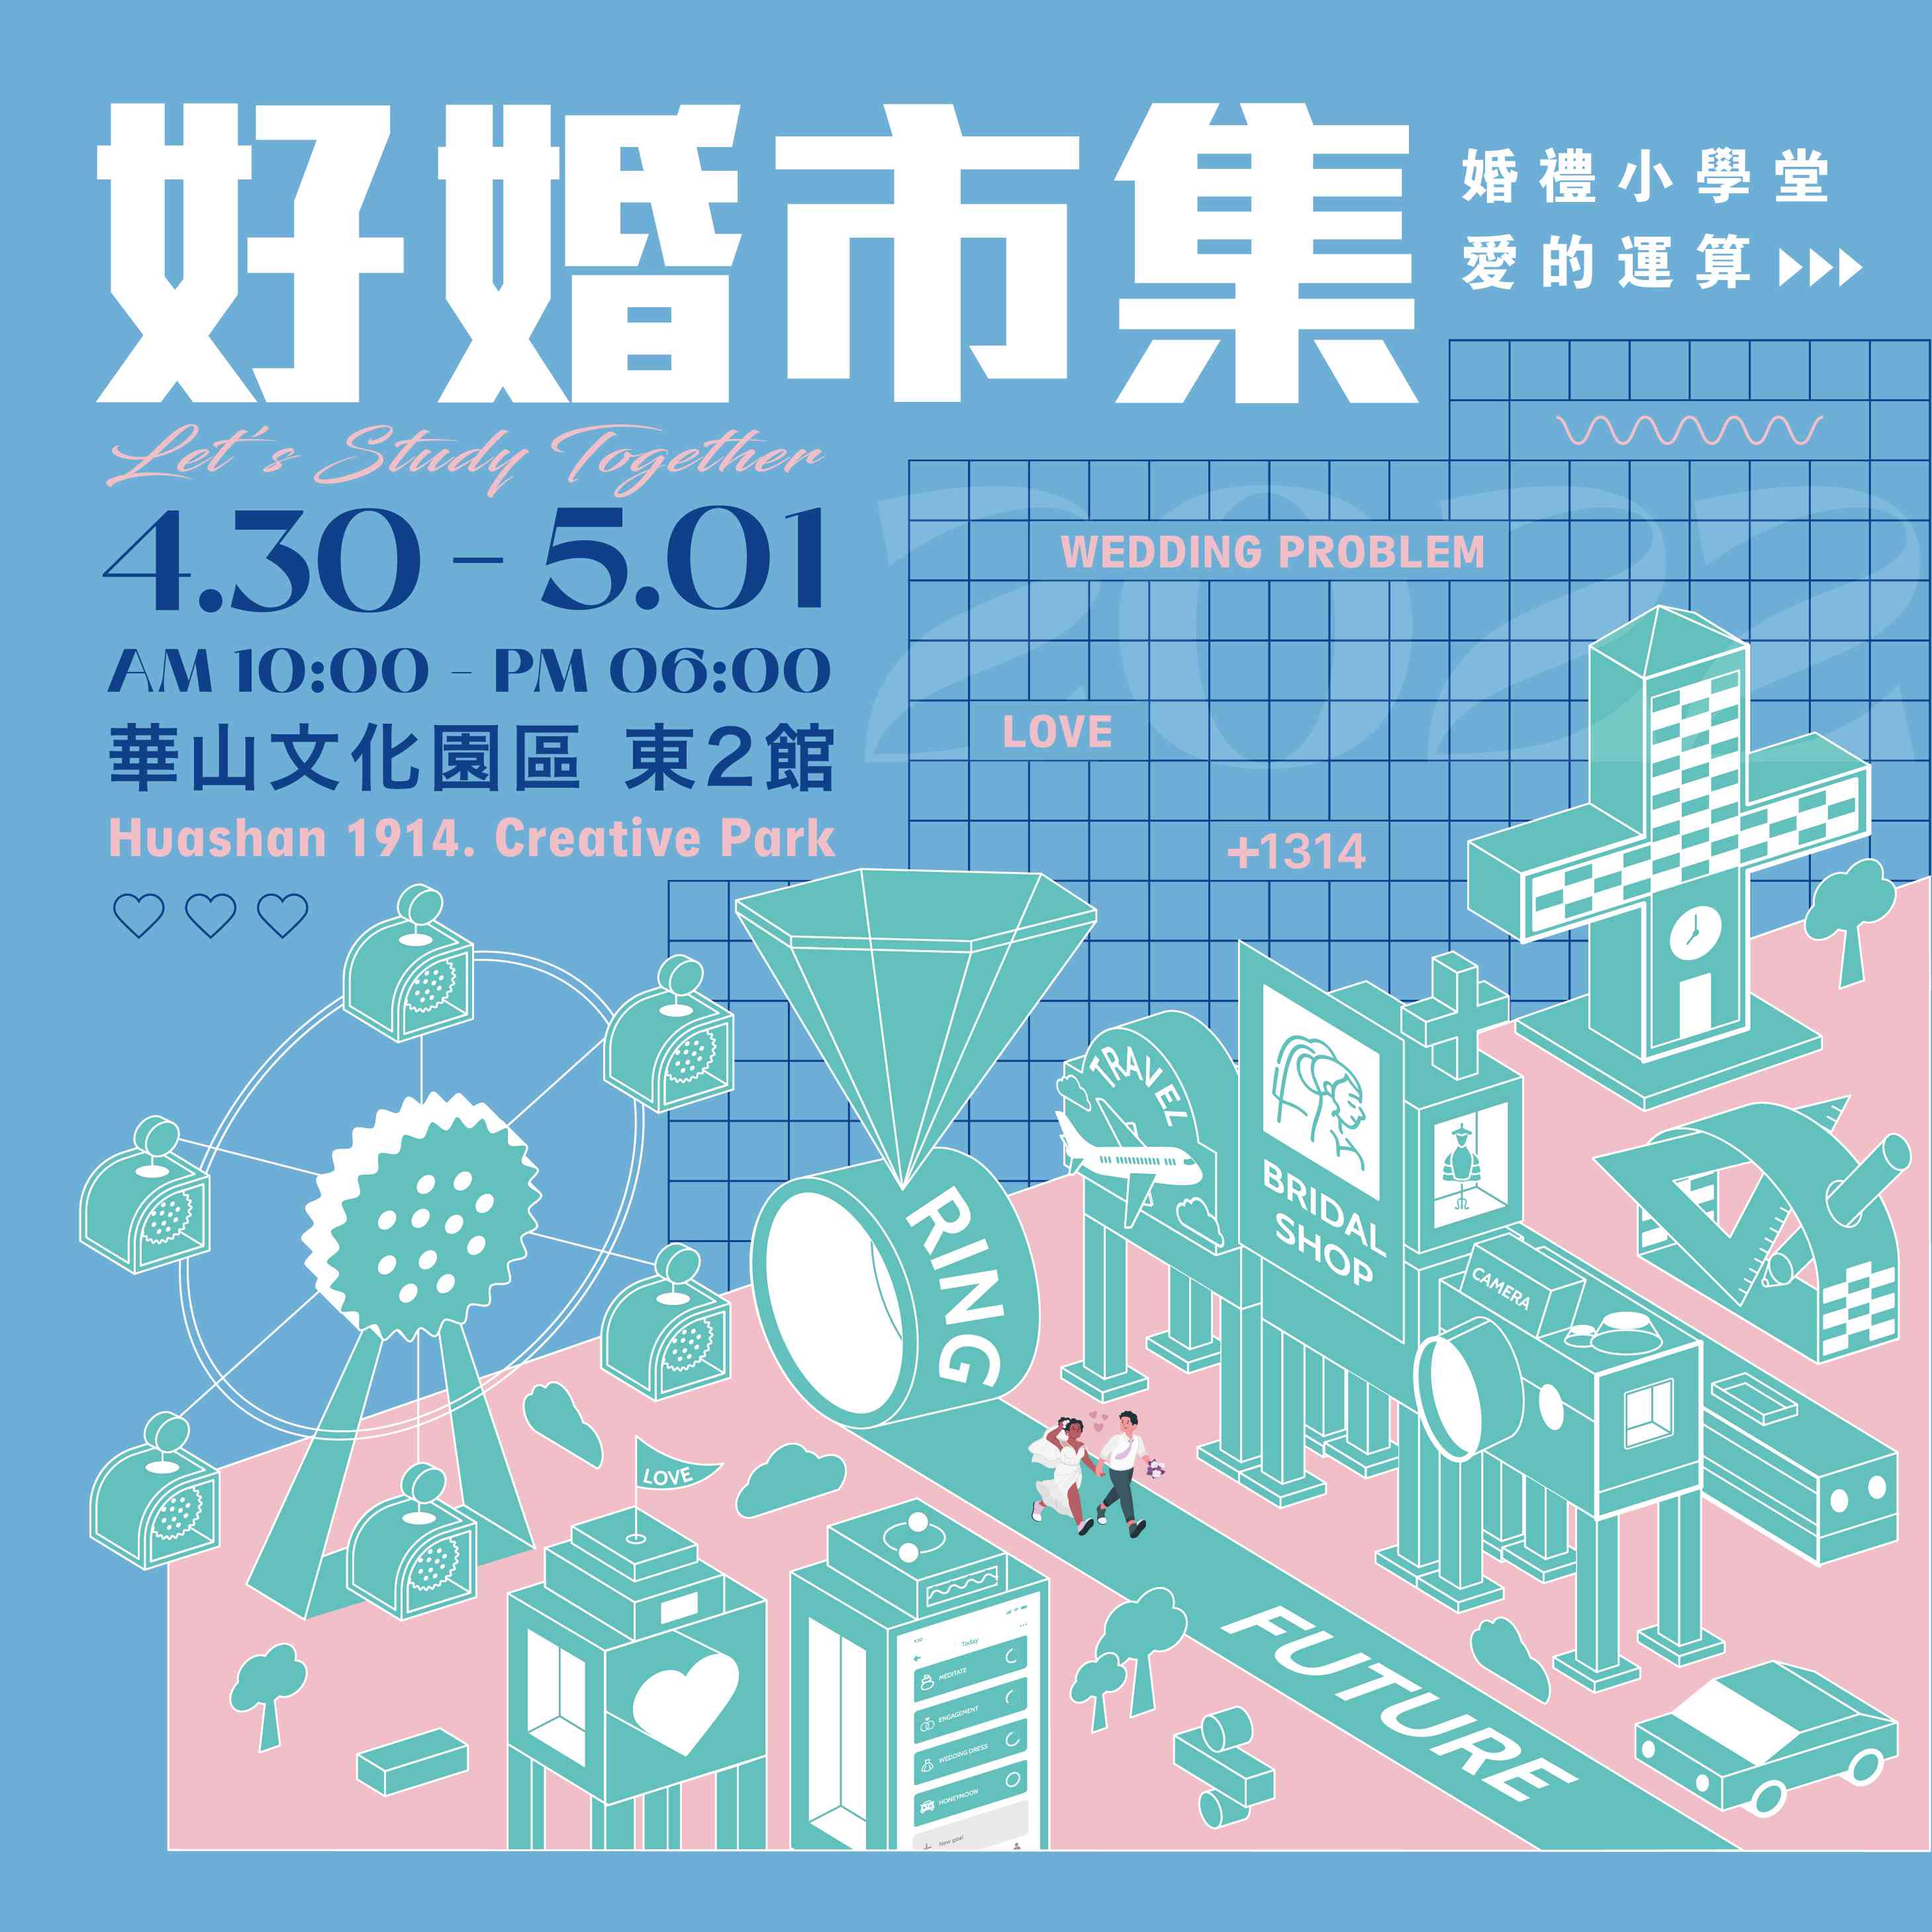 好婚市集
婚禮小學堂
愛的運算
Let's Study Together
4.30 – 5.01
AM 10:00 – PM 06:00
華山文化園區 東2館
Huashan 1914. Creative Park
2022
WEDDING PROBLEM
LOVE
+1314
TRAVEL
BRIDAL
SHOP
RING
CAMERA
LOVE
FUTURE
Today
MEDITATE
ENGAGEMENT
WEDDING DRESS
HONEYMOON
New goal